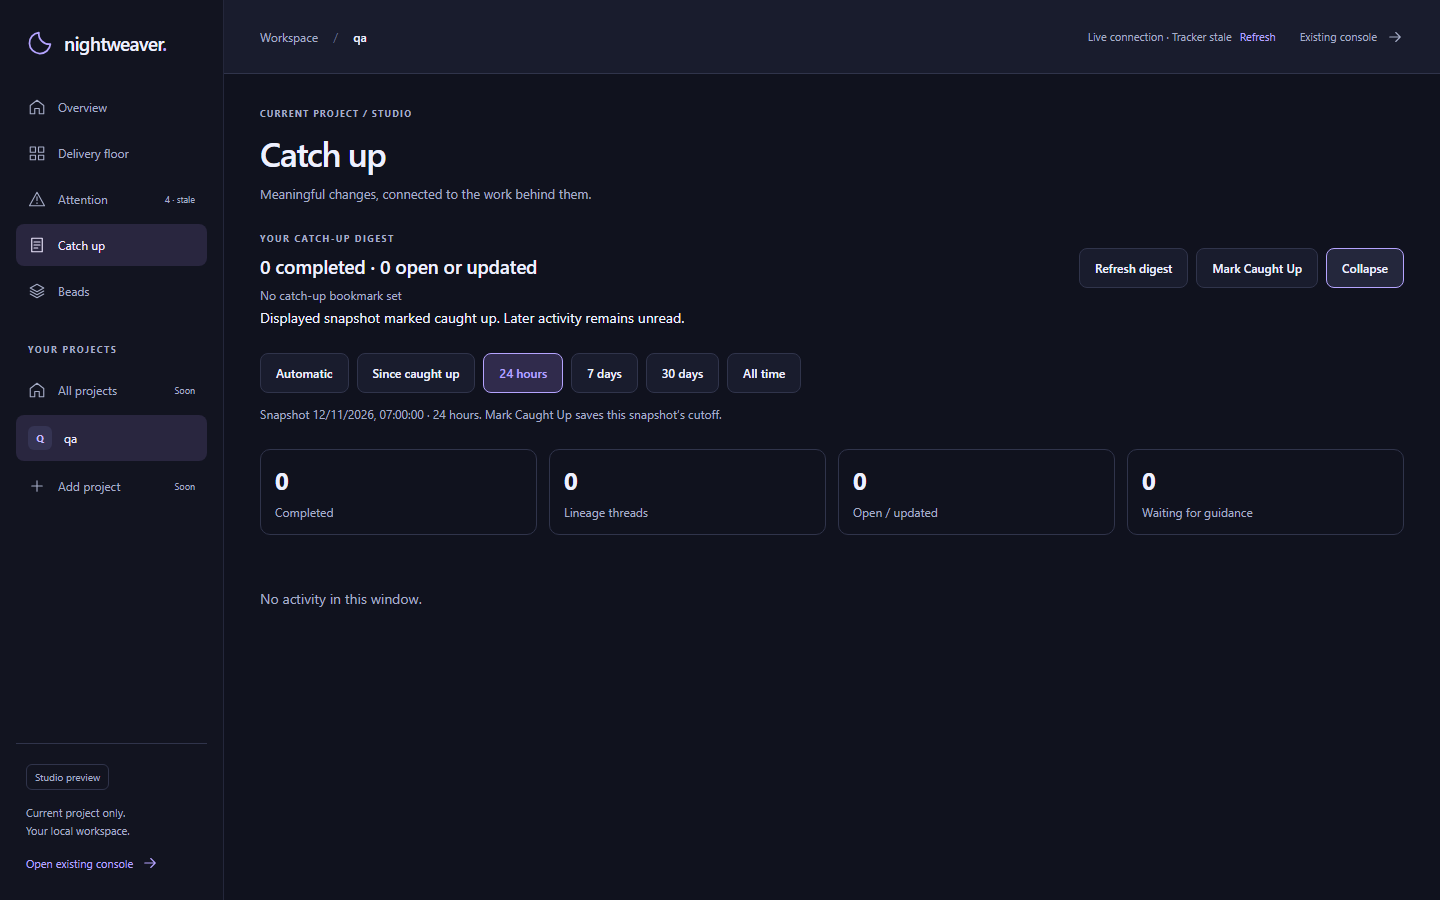 nightweaver.
Overview
Delivery floor
Attention 4 · stale
Catch up
Beads
YOUR PROJECTS
All projects Soon
Q qa
Add project Soon
Studio preview
Current project only.
Your local workspace.
Open existing console
Workspace / qa
Live connection · Tracker stale Refresh Existing console
CURRENT PROJECT / STUDIO
Catch up
Meaningful changes, connected to the work behind them.
YOUR CATCH-UP DIGEST
0 completed · 0 open or updated
No catch-up bookmark set
Displayed snapshot marked caught up. Later activity remains unread.
Refresh digest Mark Caught Up Collapse
Automatic Since caught up 24 hours 7 days 30 days All time
Snapshot 12/11/2026, 07:00:00 · 24 hours. Mark Caught Up saves this snapshot's cutoff.
0 0 0 0
Completed Lineage threads Open / updated Waiting for guidance
No activity in this window.